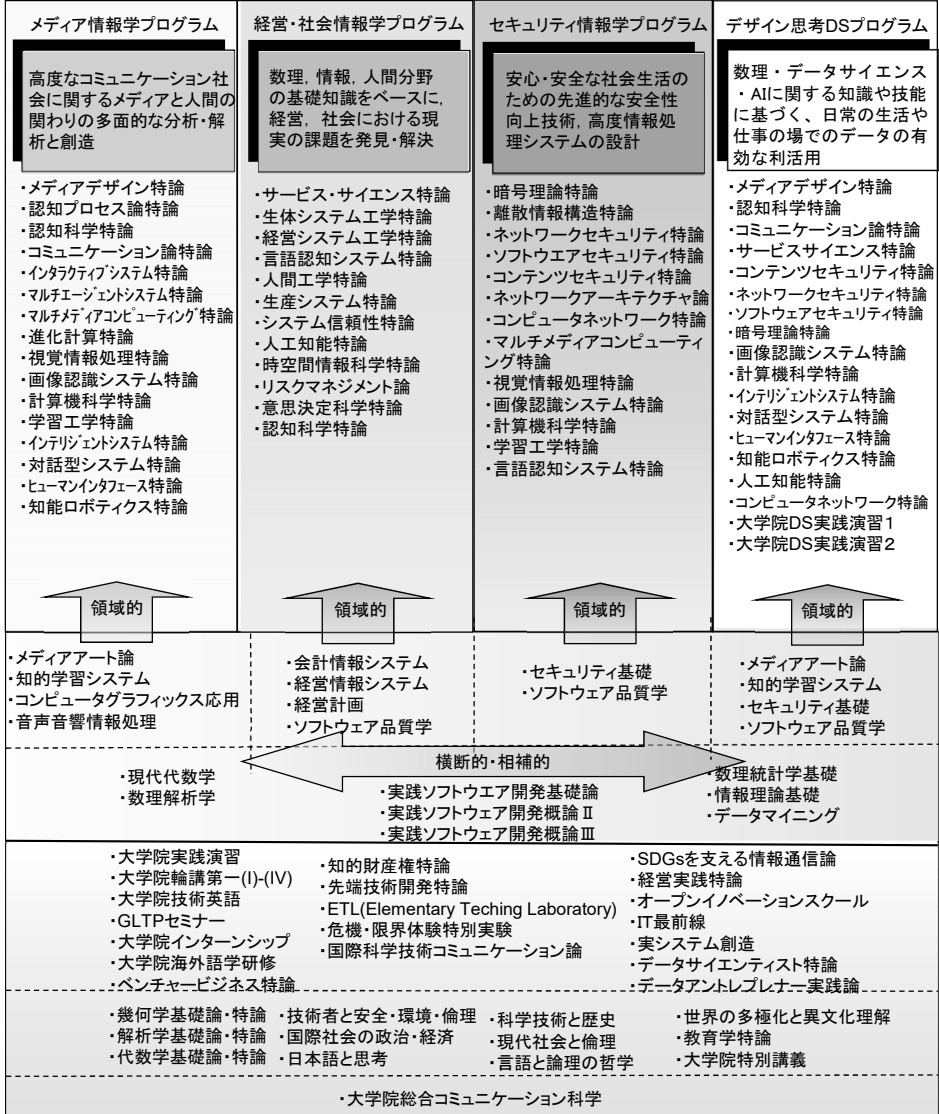 メディア情報学プログラム
高度なコミュニケーション社
会に関するメディアと人間の
関わりの多面的な分析・解
析と創造
・メディアデザイン特論
・認知プロセス論特論
・認知科学特論
・コミュニケーション論特論
・インタラクティブシステム特論
・マルチエージェントシステム特論
・マルチメディアコンピューティング特論
・進化計算特論
・視覚情報処理特論
・画像認識システム特論
・計算機科学特論
・学習工学特論
・インテリジェントシステム特論
・対話型システム特論
・ヒューマンインタフェース特論
・知能ロボティクス特論
領域的
経営・社会情報学プログラム
数理，情報，人間分野
の基礎知識をベースに，
経営，社会における現
実の課題を発見・解決
・サービス・サイエンス特論
・生体システム工学特論
・経営システム工学特論
・言語認知システム特論
・人間工学特論
・生産システム特論
・システム信頼性特論
・人工知能特論
・時空間情報科学特論
・リスクマネジメント論
・意思決定科学特論
・認知科学特論
領域的
セキュリティ情報学プログラム
安心・安全な社会生活の
ための先進的な安全性
向上技術，高度情報処
理システムの設計
・暗号理論特論
・離散情報構造特論
・ネットワークセキュリティ特論
・ソフトウエアセキュリティ特論
・コンテンツセキュリティ特論
・ネットワークアーキテクチャ論
・コンピュータネットワーク特論
・マルチメディアコンピューティ
ング特論
・視覚情報処理特論
・画像認識システム特論
・計算機科学特論
・学習工学特論
・言語認知システム特論
領域的
デザイン思考DSプログラム
数理・データサイエンス
・AIに関する知識や技能
に基づく、日常の生活や
仕事の場でのデータの有
効な利活用
・メディアデザイン特論
・認知科学特論
・コミュニケーション論特論
・サービスサイエンス特論
・コンテンツセキュリティ特論
・ネットワークセキュリティ特論
・ソフトウェアセキュリティ特論
・暗号理論特論
・画像認識システム特論
・計算機科学特論
・インテリジェントシステム特論
・対話型システム特論
・ヒューマンインタフェース特論
・知能ロボティクス特論
・人工知能特論
・コンピュータネットワーク特論
・大学院DS実践演習1
・大学院DS実践演習2
領域的
・メディアアート論
・知的学習システム
・コンピュータグラフィックス応用
・音声音響情報処理
・会計情報システム
・経営情報システム
・経営計画
・ソフトウェア品質学
・セキュリティ基礎
・ソフトウェア品質学
・メディアアート論
・知的学習システム
・セキュリティ基礎
・ソフトウェア品質学
横断的・相補的
・現代代数学
・数理解析学
・実践ソフトウエア開発基礎論
・実践ソフトウェア開発概論Ⅱ
・実践ソフトウェア開発概論Ⅲ
・数理統計学基礎
・情報理論基礎
・データマイニング
・大学院実践演習
・大学院輪講第一(I)-(IV)
・大学院技術英語
・GLTPセミナー
・大学院インターンシップ
・大学院海外語学研修
・ベンチャービジネス特論
・知的財産権特論
・先端技術開発特論
・ETL(Elementary Teching Laboratory)
・危機・限界体験特別実験
・国際科学技術コミュニケーション論
・SDGsを支える情報通信論
・経営実践特論
・オープンイノベーションスクール
・IT最前線
・実システム創造
・データサイエンティスト特論
・データアントレプレナー実践論
・幾何学基礎論・特論
・解析学基礎論・特論
・代数学基礎論・特論
・技術者と安全・環境・倫理
・国際社会の政治・経済
・日本語と思考
・科学技術と歴史
・現代社会と倫理
・言語と論理の哲学
・世界の多極化と異文化理解
・教育学特論
・大学院特別講義
・大学院総合コミュニケーション科学